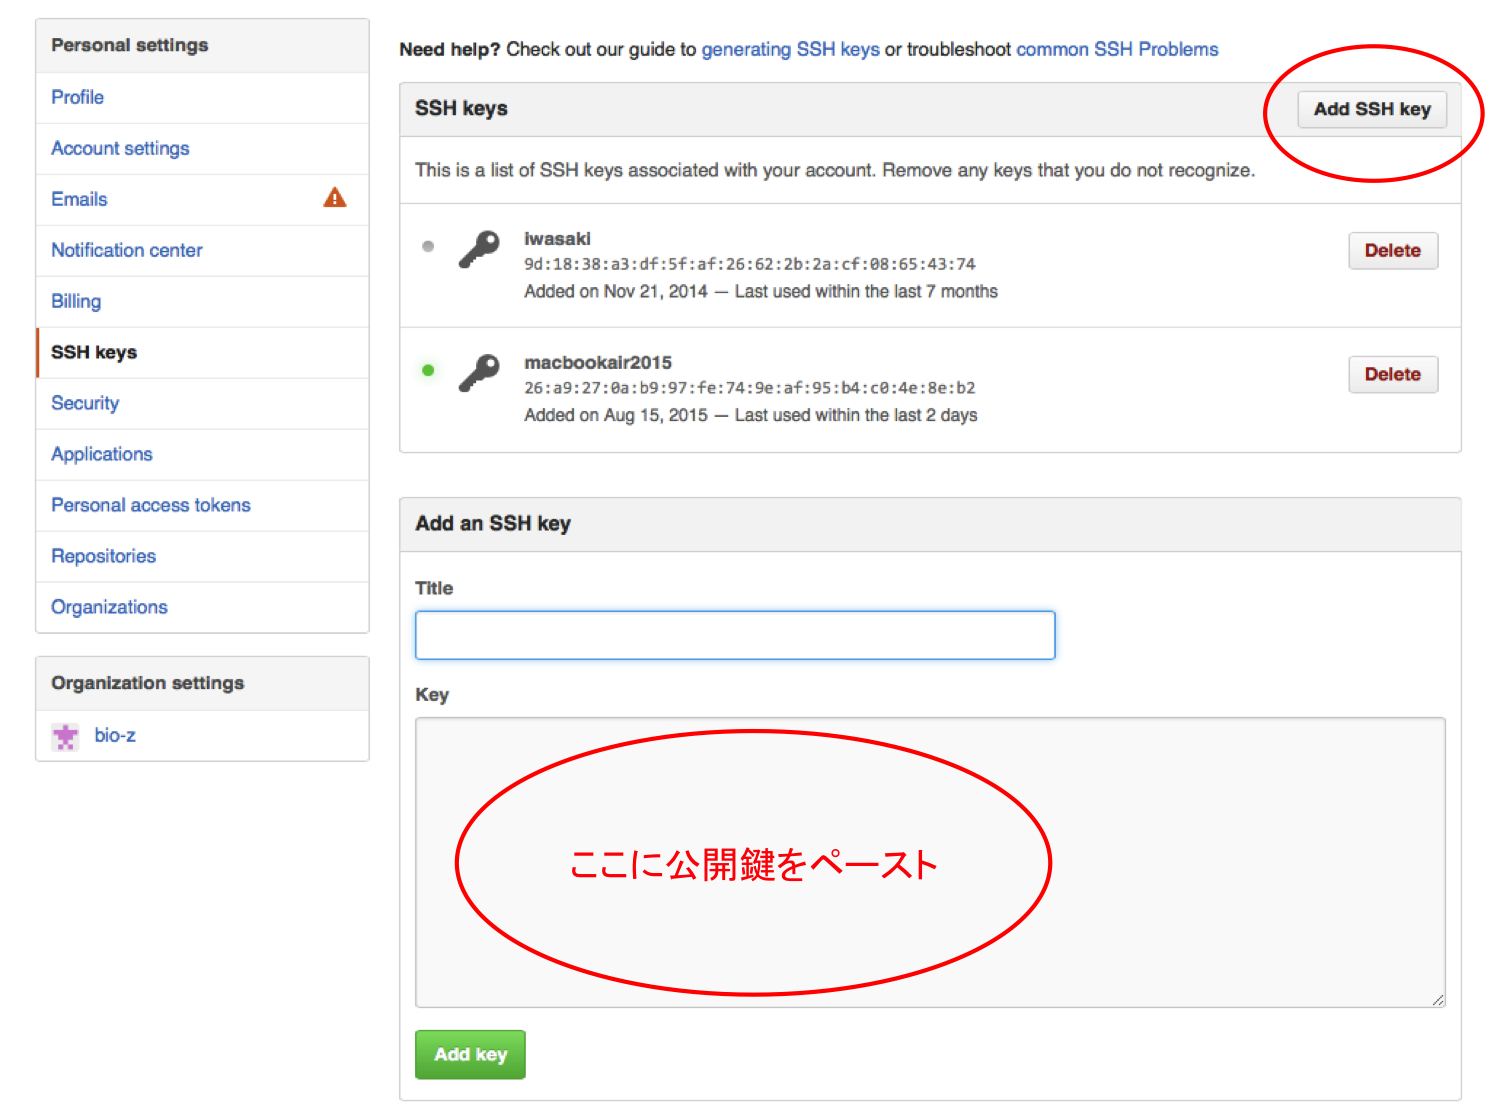 Personal settings
Profile
Account settings
Emails
Notification center
Billing
SSH keys
Security
Applications
Personal access tokens
Repositories
Organizations
Organization settings
bio-z
Need help? Check out our guide to generating SSH keys or troubleshoot common SSH Problems
SSH keys
Add SSH key
This is a list of SSH keys associated with your account. Remove any keys that you do not recognize.
iwasaki
9d:18:38:a3:df:5f:af:26:62:2b:2a:cf:08:65:43:74
Added on Nov 21, 2014 — Last used within the last 7 months
Delete
macbookair2015
26:a9:27:0a:b9:97:fe:74:9e:af:95:b4:c0:4e:8e:b2
Added on Aug 15, 2015 — Last used within the last 2 days
Delete
Add an SSH key
Title
Key
ここに公開鍵をペースト
Add key